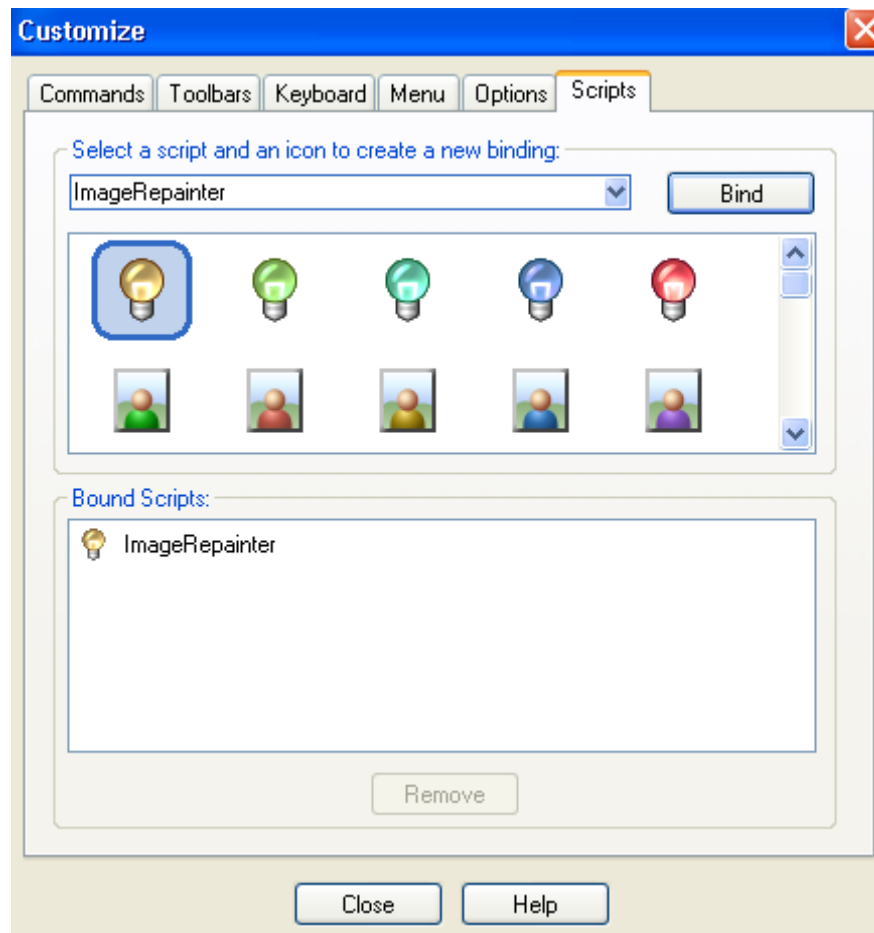 Customize
Commands Toolbars Keyboard Menu Options Scripts
Select a script and an icon to create a new binding:
ImageRepainter Bind
Bound Scripts:
ImageRepainter
Remove
Close Help